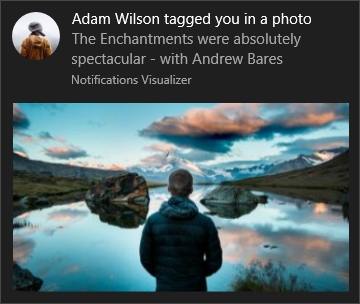 Adam Wilson tagged you in a photo
The Enchantments were absolutely
spectacular - with Andrew Bares
Notifications Visualizer